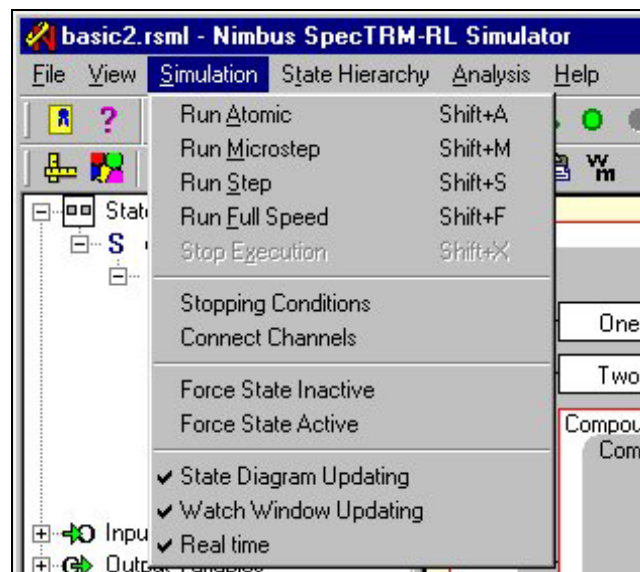 basic2.rsml - Nimbus SpecTRM-RL Simulator
File View Simulation State Hierarchy Analysis Help
Run Atomic Shift+A
Run Microstep Shift+M
Run Step Shift+S
Run Full Speed Shift+F
Stop Execution Shift+X
Stopping Conditions
Connect Channels
Force State Inactive
Force State Active
✔ State Diagram Updating
✔ Watch Window Updating
✔ Real time
State
S
Inpu
One
Two
Compou
Com